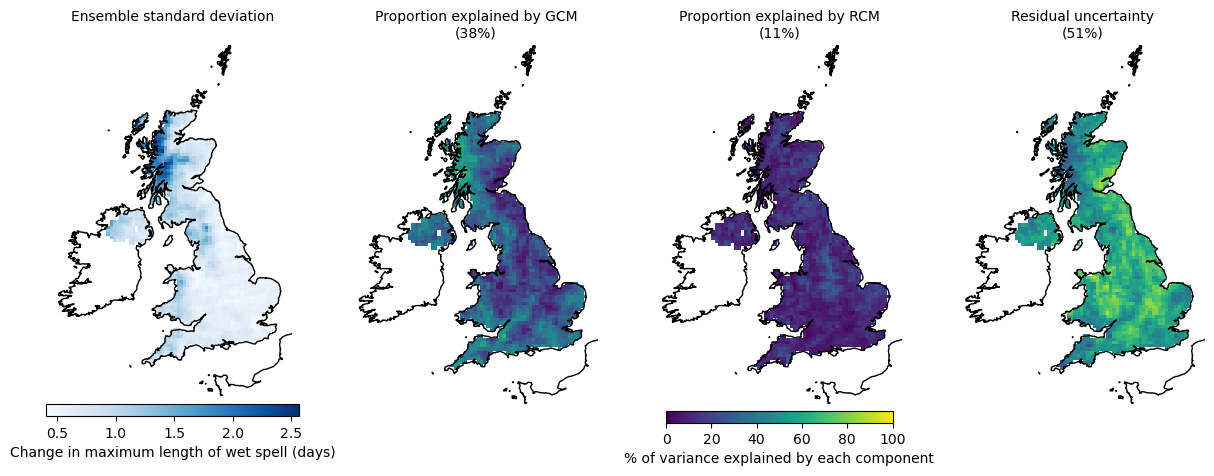 Ensemble standard deviation
Proportion explained by GCM
(38%)
Proportion explained by RCM
(11%)
Residual uncertainty
(51%)
0.5 1.0 1.5 2.0 2.5
Change in maximum length of wet spell (days)
0 20 40 60 80 100
% of variance explained by each component